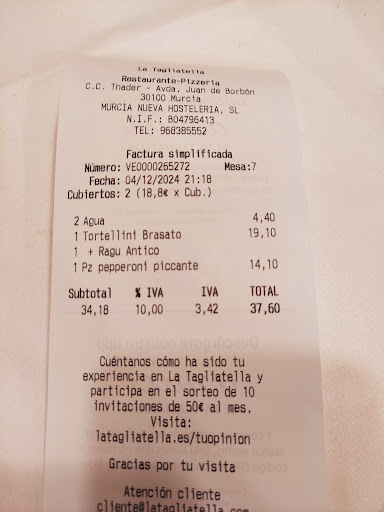 La Tagliatella
Restaurante-Pizzeria
C.C. Thader - Avda. Juan de Borbón
30100 Murcia
MURCIA NUEVA HOSTELERIA, SL
N.I.F.: B04796413
TEL: 968385552
Factura simplificada
Número: VE0000265272 Mesa:7
Fecha: 04/12/2024 21:18
Cubiertos: 2 (18,8€ x Cub.)
2 Agua 4,40
1 Tortellini Brasato 19,10
1 + Ragu Antico
1 Pz pepperoni piccante 14,10
Subtotal % IVA IVA TOTAL
34,18 10,00 3,42 37,60
Cuéntanos cómo ha sido tu
experiencia en La Tagliatella y
participa en el sorteo de 10
invitaciones de 50€ al mes.
Visita:
latagliatella.es/tuopinion
Gracias por tu visita
Atención cliente
cliente@latagliatella.com